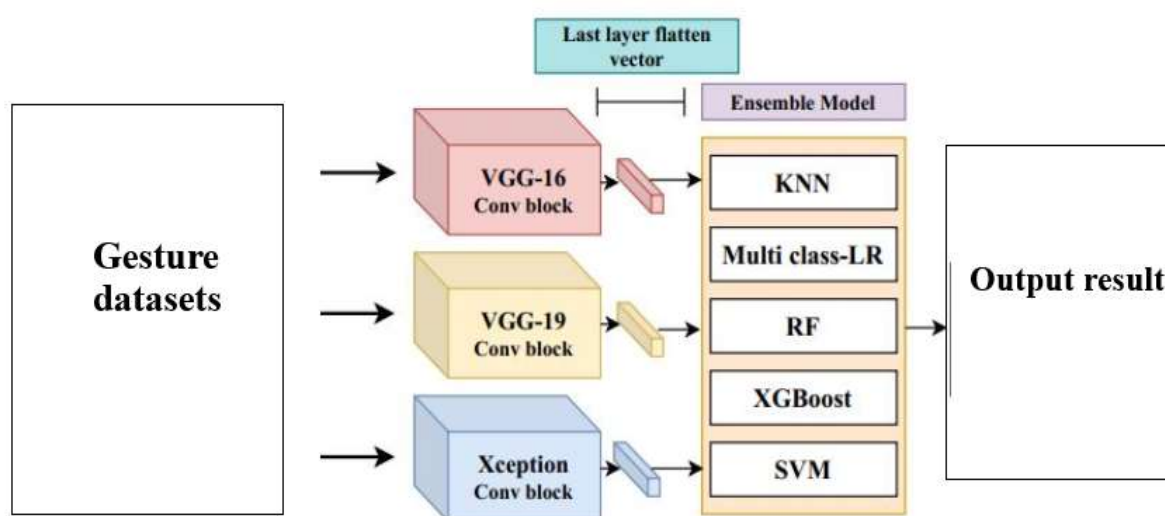 Last layer flatten
vector
Ensemble Model
Gesture
datasets
VGG-16
Conv block
VGG-19
Conv block
Xception
Conv block
KNN
Multi class-LR
RF
XGBoost
SVM
Output result